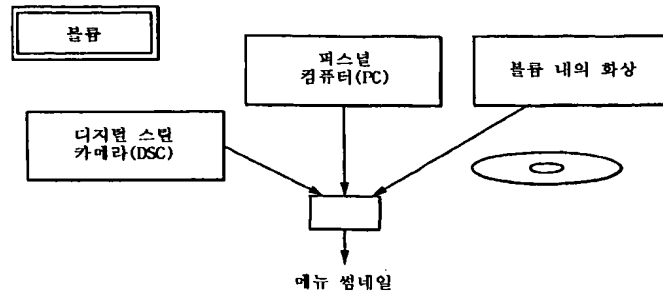 볼륨
퍼스널
컴퓨터(PC)
볼륨 내의 화상
디지털 스틸
카메라(DSC)
메뉴 썸네일